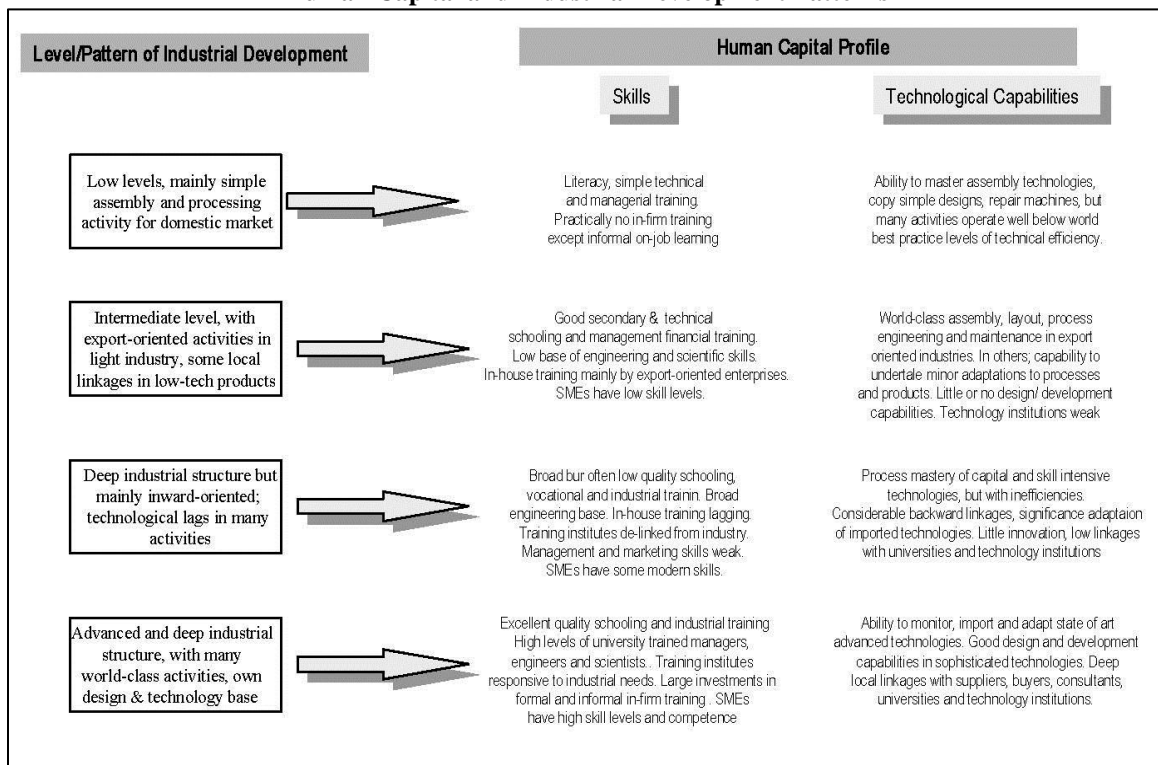 Level/Pattern of Industrial Development
Human Capital Profile
Skills
Technological Capabilities
Low levels, mainly simple
assembly and processing
activity for domestic market
Literacy, simple technical
and managerial training.
Practically no in-firm training
except informal on-job learning
Ability to master assembly technologies,
copy simple designs, repair machines, but
many activities operate well below world
best practice levels of technical efficiency.
Intermediate level, with
export-oriented activities in
light industry, some local
linkages in low-tech products
Good secondary & technical
schooling and management financial training.
Low base of engineering and scientific skills.
In-house training mainly by export-oriented enterprises.
SMEs have low skill levels.
World-class assembly, layout, process
engineering and maintenance in export
oriented industries. In others; capability to
undertale minor adaptations to processes
and products. Little or no design/ development
capabilities. Technology institutions weak
Deep industrial structure but
mainly inward-oriented;
technological lags in many
activities
Broad bur often low quality schooling,
vocational and industrial trainin. Broad
engineering base. In-house training lagging.
Training institutes de-linked from industry.
Management and marketing skills weak.
SMEs have some modern skills.
Process mastery of capital and skill intensive
technologies, but with inefficiencies.
Considerable backward linkages, significance adaptaion
of imported technologies. Little innovation, low linkages
with universities and technology institutions
Advanced and deep industrial
structure, with many
world-class activities, own
design & technology base
Excellent quality schooling and industrial training
High levels of university trained managers,
engineers and scientists.. Training institutes
responsive to industrial needs. Large investments in
formal and informal in-firm training . SMEs
have high skill levels and competence
Ability to monitor, import and adapt state of art
advanced technologies. Good design and development
capabilities in sophisticated technologies. Deep
local linkages with suppliers, buyers, consultants,
universities and technology institutions.